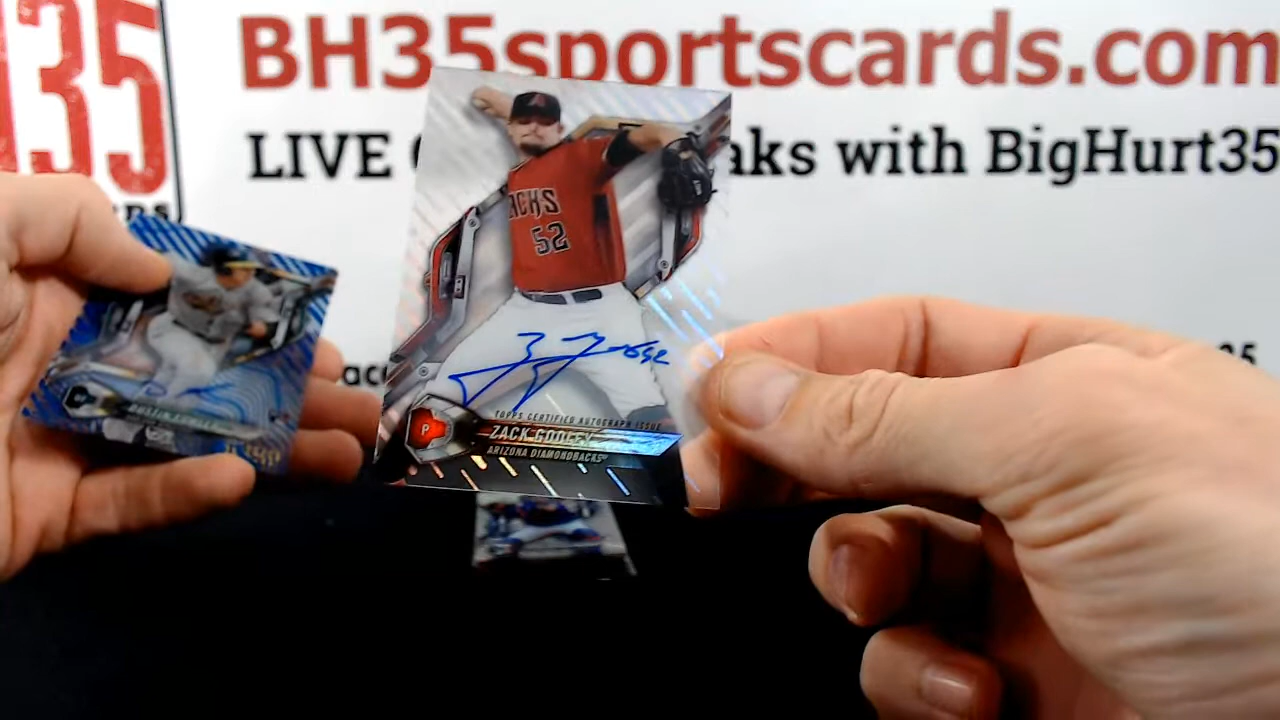 35
BH35sportscards.com
LIVE aks with BigHurt35
ACKS
52
TOPPS CERTIFIED AUTOGRAPH ISSUE
P
ZACK GODLEY
ARIZONA DIAMONDBACKS